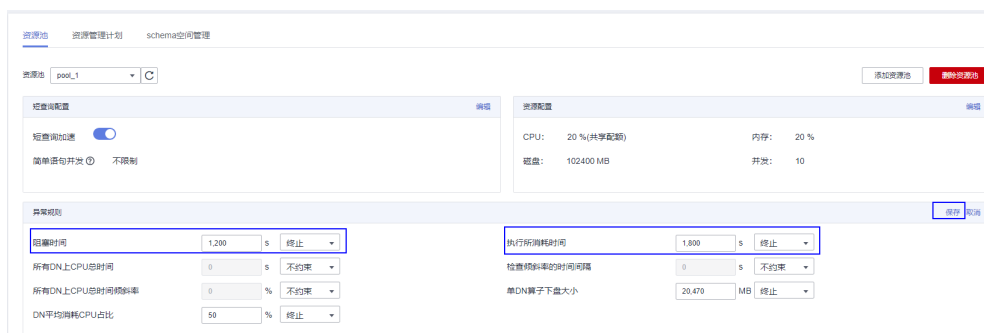 资源池 资源管理计划 schema空间管理
资源池 pool_1 添加资源池 删除资源池
短查询配置 编辑 资源配置 编辑
短查询加速 CPU: 20 %(共享配额) 内存: 20 %
简单语句并发 ? 不限制 磁盘: 102400 MB 并发: 10
异常规则 保存 取消
阻塞时间 1,200 s 终止 执行所消耗时间 1,800 s 终止
所有DN上CPU总时间 0 s 不约束 检查倾斜率的时间间隔 0 s 不约束
所有DN上CPU总时间倾斜率 0 % 不约束 单DN算子下盘大小 20,470 MB 终止
DN平均消耗CPU占比 50 % 终止